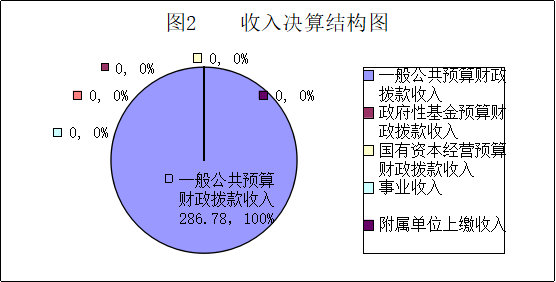 图2 收入决算结构图
0, 0%
0, 0%
0, 0%
0, 0%
0, 0%
一般公共预算
财政拨款收入
286.78, 100%
一般公共预算财政
拨款收入
政府性基金预算财
政拨款收入
国有资本经营预算
财政拨款收入
事业收入
附属单位上缴收入